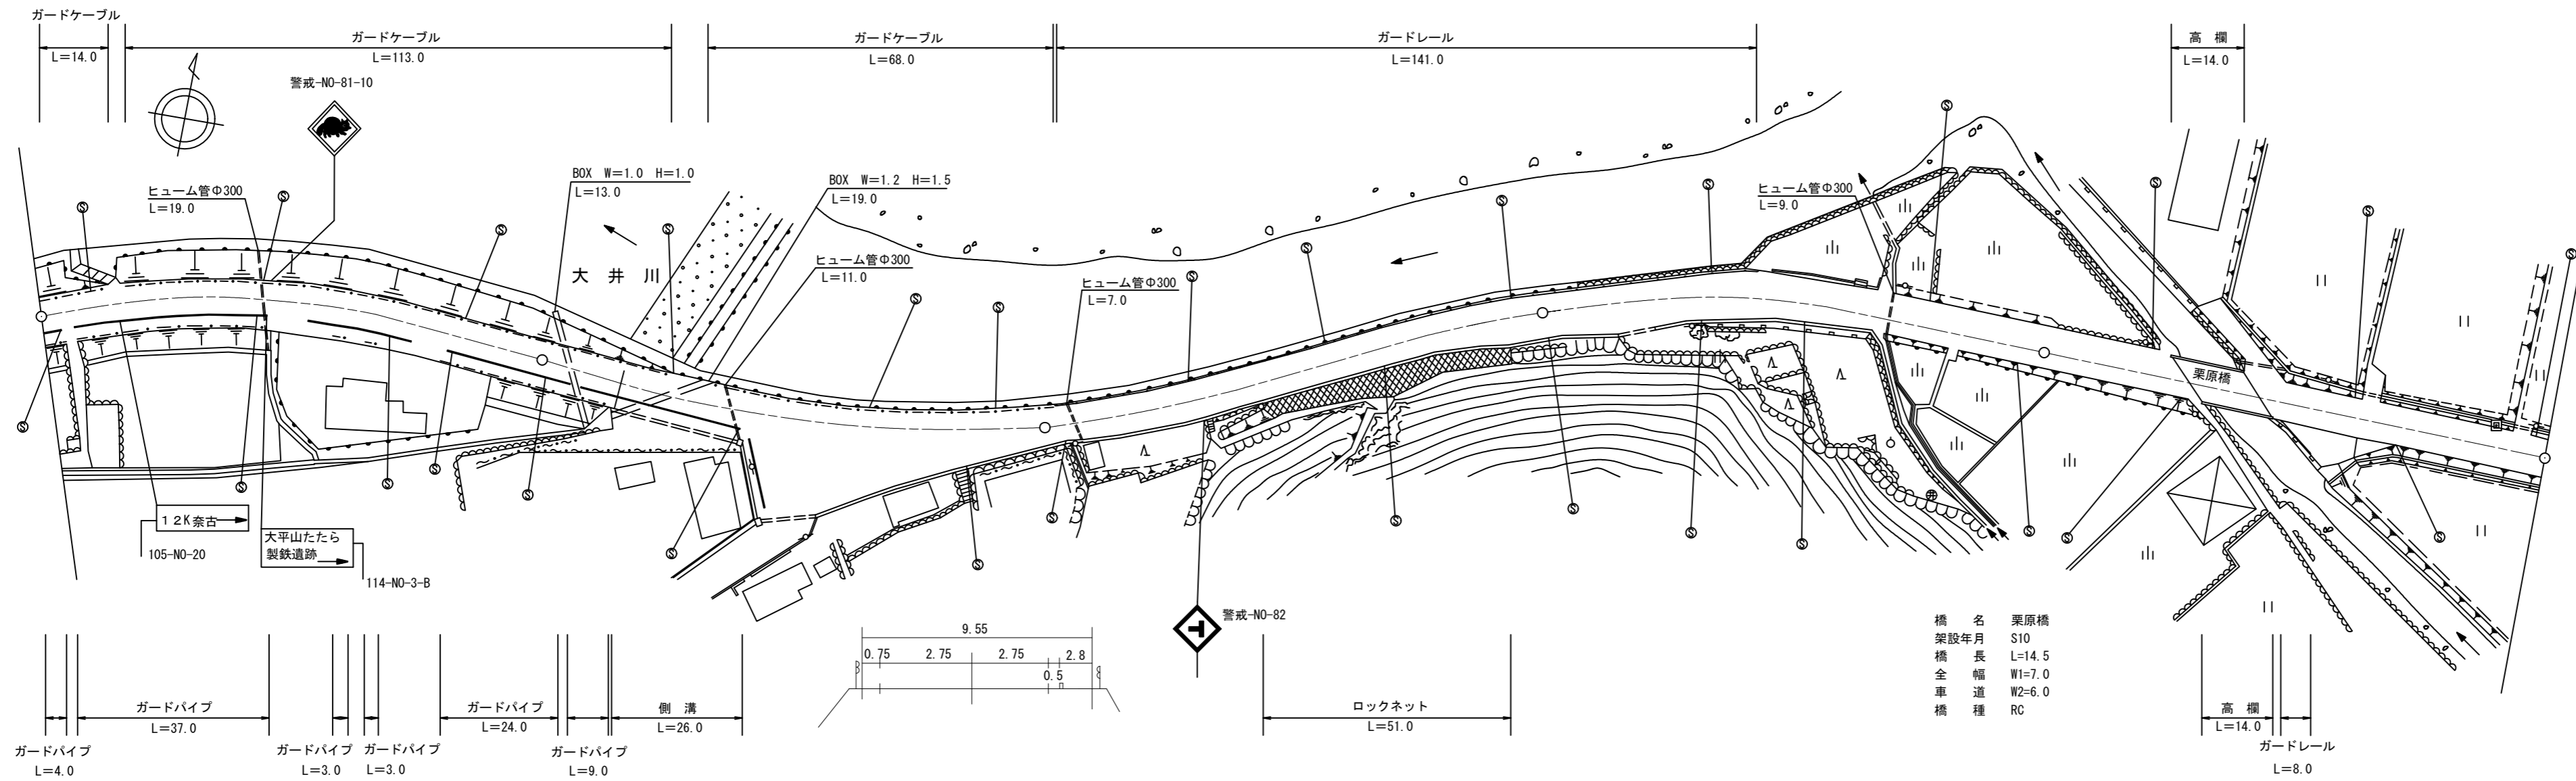 ガードケーブル
L=14.0
ガードケーブル
L=113.0
ガードケーブル
L=68.0
ガードレール
L=141.0
高 欄
L=14.0
警戒-NO-81-10
ヒューム管Φ300
L=19.0
BOX W=1.0 H=1.0
L=13.0
BOX W=1.2 H=1.5
L=19.0
ヒューム管Φ300
L=9.0
大 井 川
ヒューム管Φ300
L=11.0
ヒューム管Φ300
L=7.0
栗原橋
12K奈古
105-NO-20
大平山たたら
製鉄遺跡
114-NO-3-B
警戒-NO-82
9.55
0.75 2.75 2.75 2.8
0.5
橋 名 栗原橋
架設年月 S10
橋 長 L=14.5
全 幅 W1=7.0
車 道 W2=6.0
橋 種 RC
ガードパイプ
L=4.0
ガードパイプ
L=37.0
ガードパイプ
L=3.0
ガードパイプ
L=3.0
ガードパイプ
L=24.0
ガードパイプ
L=9.0
側 溝
L=26.0
ロックネット
L=51.0
高 欄
L=14.0
ガードレール
L=8.0